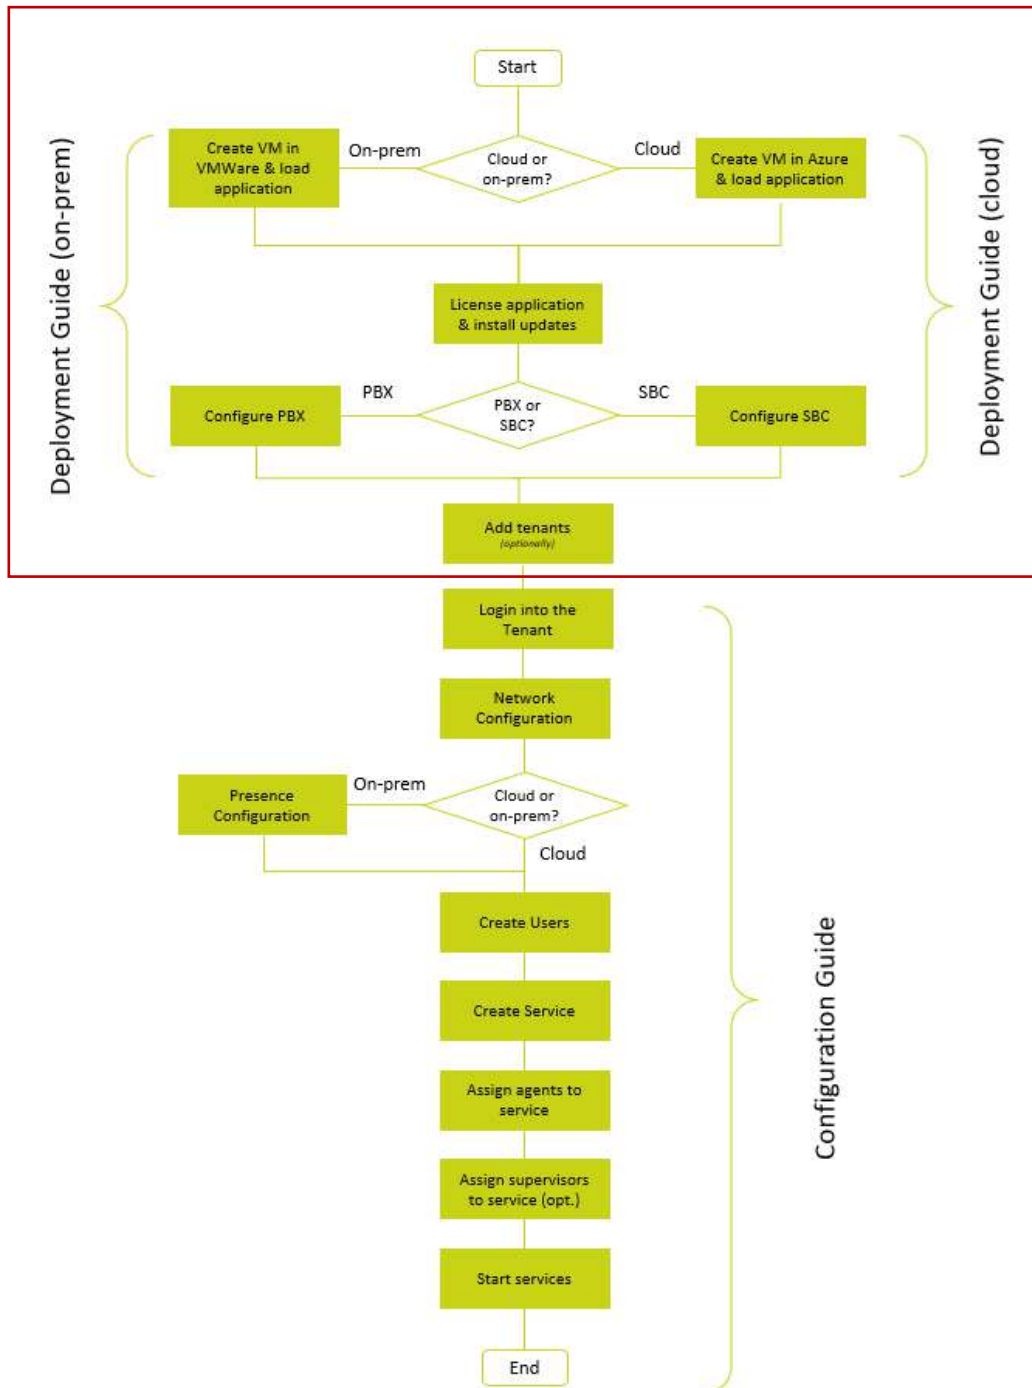 Start
Deployment Guide (on-prem)
Create VM in
VMWare & load
application
On-prem
Cloud or
on-prem?
Cloud
Create VM in Azure
& load application
Deployment Guide (cloud)
License application
& install updates
Configure PBX
PBX
PBX or
SBC?
SBC
Configure SBC
Add tenants
(optionally)
Login into the
Tenant
Network
Configuration
Presence
Configuration
On-prem
Cloud or
on-prem?
Cloud
Create Users
Configuration Guide
Create Service
Assign agents to
service
Assign supervisors
to service (opt.)
Start services
End